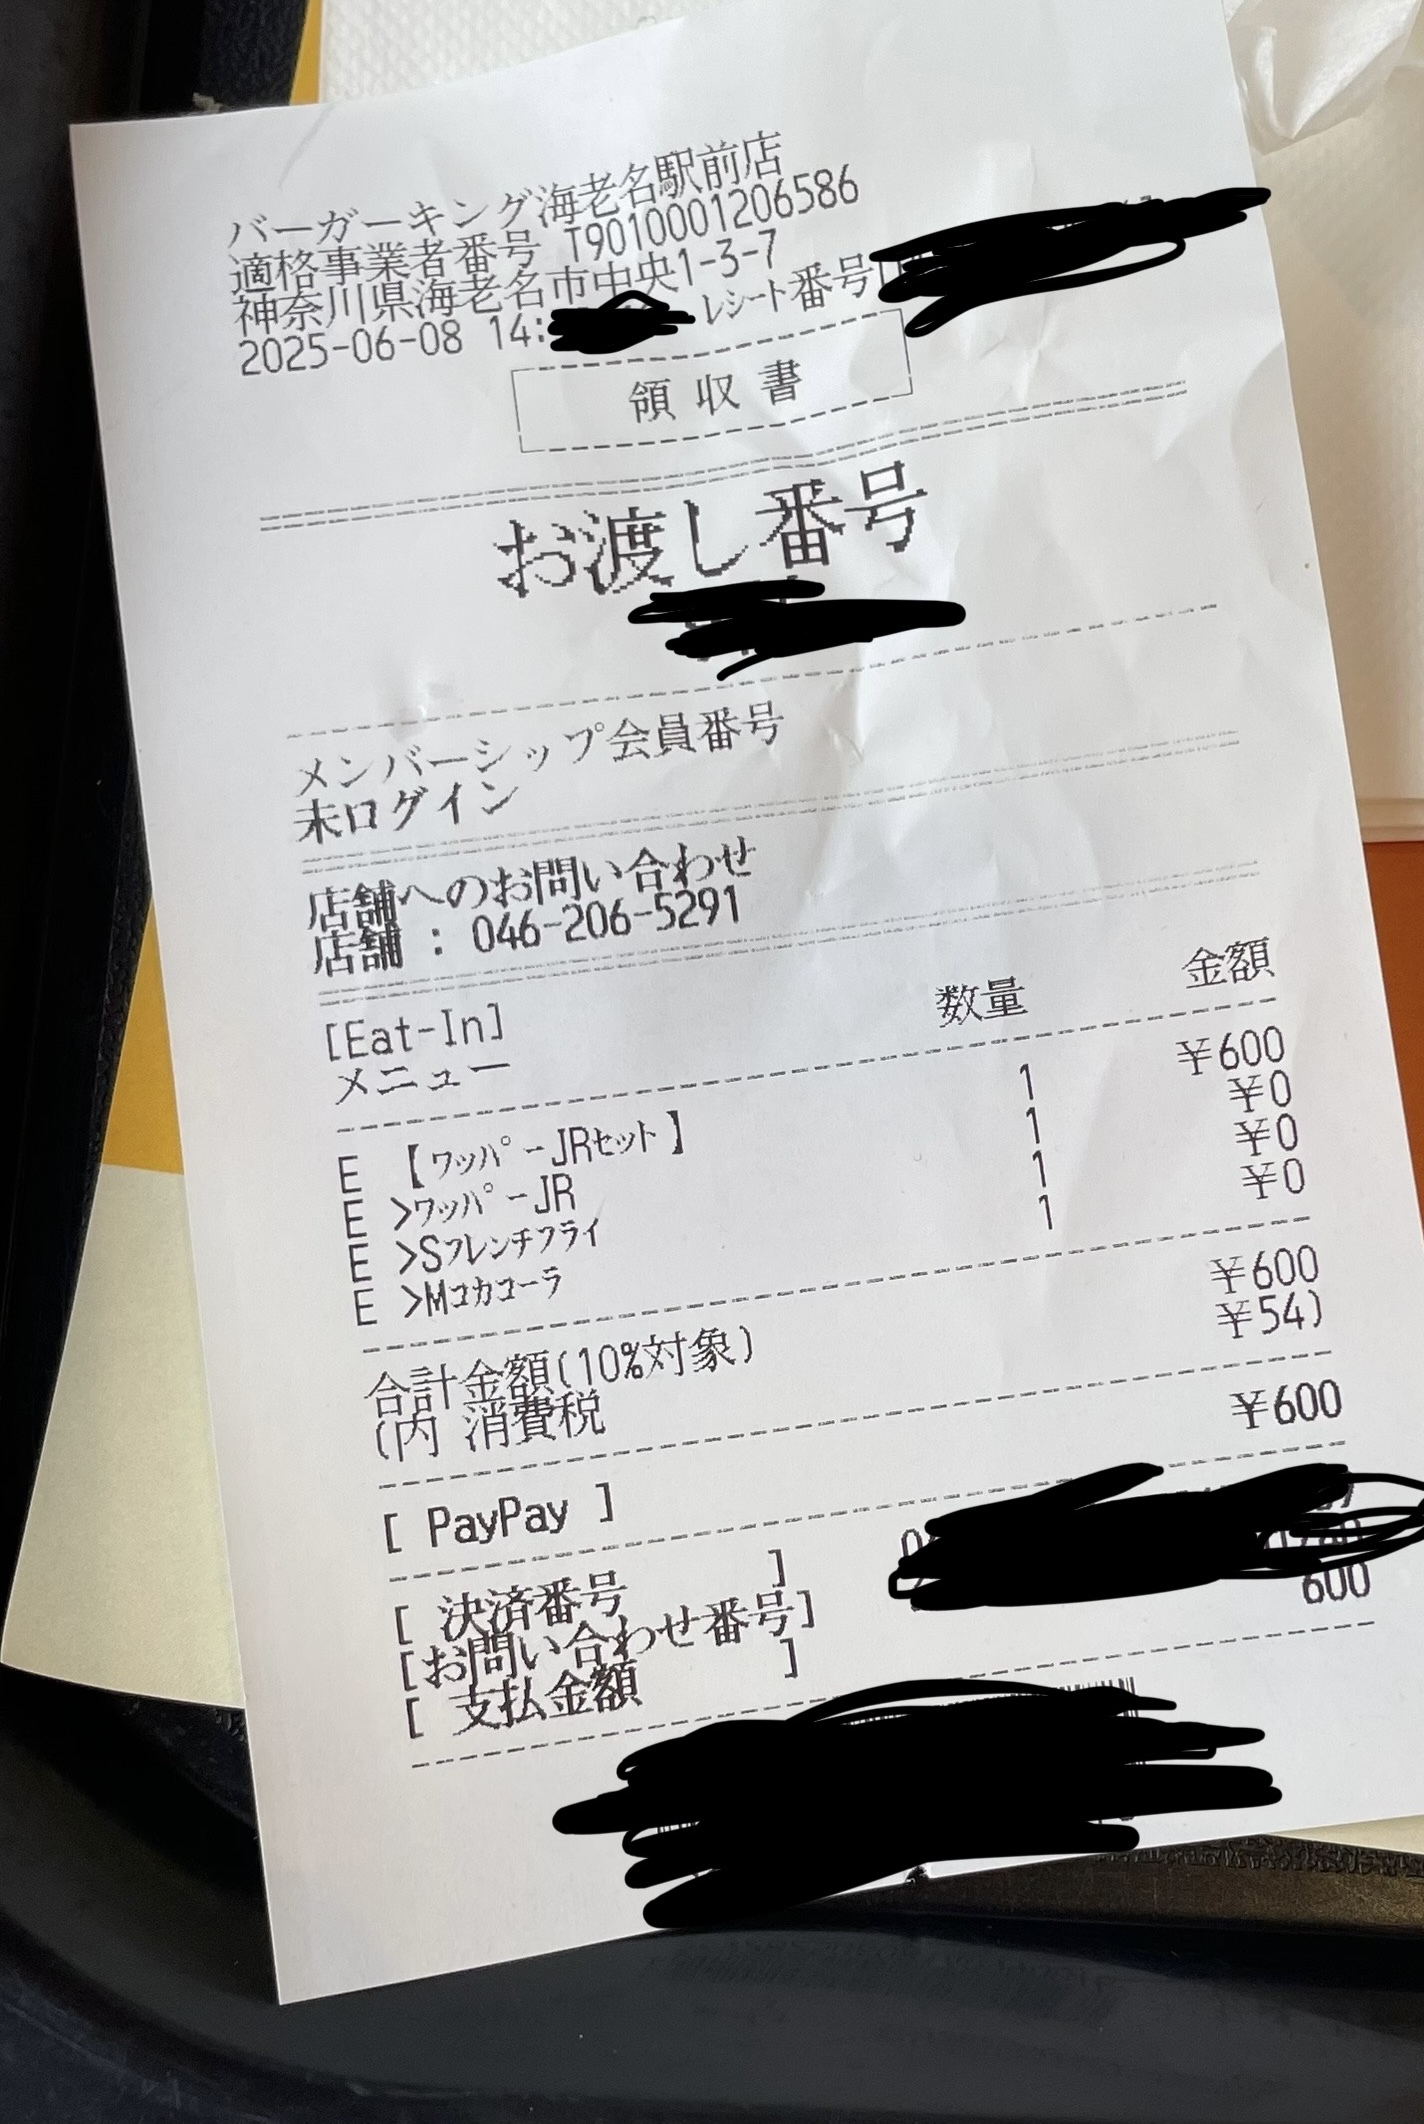 バーガーキング海老名駅前店
適格事業者番号 T9010001206586
神奈川県海老名市中央1-3-7
2025-06-08 14: ﾚｼｰﾄ番号
領収書
お渡し番号
メンバーシップ会員番号
未ログイン
店舗へのお問い合わせ
店舗 : 046-206-5291
[Eat-In]
メニュー 数量 金額
E 【ﾜｯﾊﾟｰJRｾｯﾄ】 1 ¥600
E >ﾜｯﾊﾟｰJR 1 ¥0
E >Sﾌﾚﾝﾁﾌﾗｲ 1 ¥0
E >Mｺｶｺｰﾗ 1 ¥0
合計金額(10%対象) ¥600
(内 消費税 ¥54)
[ PayPay ] ¥600
[ 決済番号 ]
[お問い合わせ番号]
[ 支払金額 ] 600